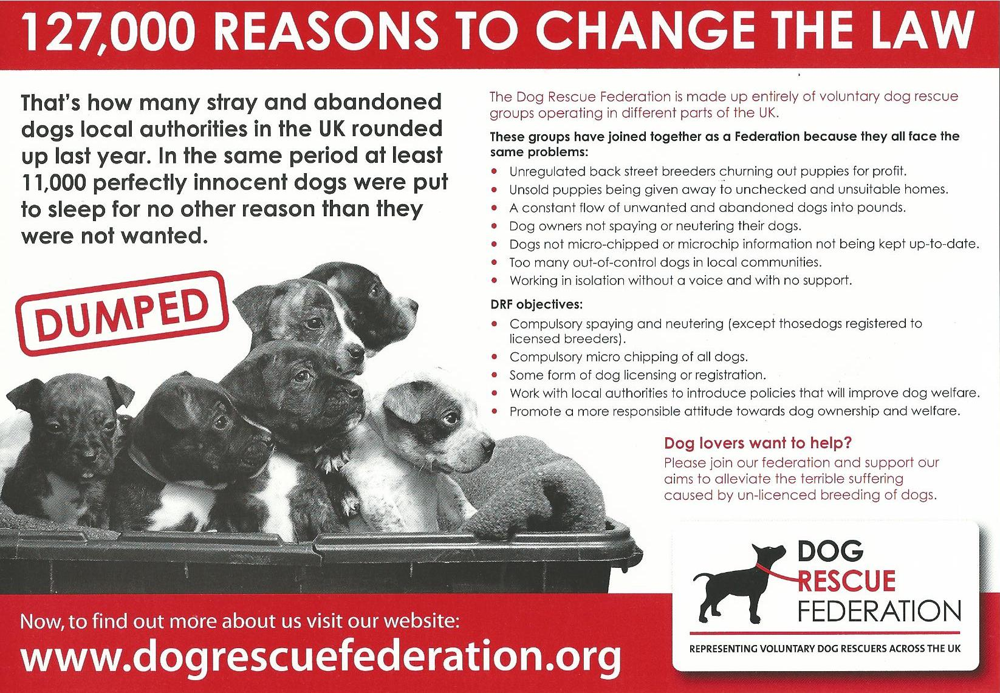 127,000 REASONS TO CHANGE THE LAW
That's how many stray and abandoned
dogs local authorities in the UK rounded
up last year. In the same period at least
11,000 perfectly innocent dogs were put
to sleep for no other reason than they
were not wanted.
DUMPED
The Dog Rescue Federation is made up entirely of voluntary dog rescue
groups operating in different parts of the UK.
These groups have joined together as a Federation because they all face the
same problems:
• Unregulated back street breeders churning out puppies for profit.
• Unsold puppies being given away to unchecked and unsuitable homes.
• A constant flow of unwanted and abandoned dogs into pounds.
• Dog owners not spaying or neutering their dogs.
• Dogs not micro-chipped or microchip information not being kept up-to-date.
• Too many out-of-control dogs in local communities.
• Working in isolation without a voice and with no support.
DRF objectives:
• Compulsory spaying and neutering (except thosedogs registered to
licensed breeders).
• Compulsory micro chipping of all dogs.
• Some form of dog licensing or registration.
• Work with local authorities to introduce policies that will improve dog welfare.
• Promote a more responsible attitude towards dog ownership and welfare.
Dog lovers want to help?
Please join our federation and support our
aims to alleviate the terrible suffering
caused by un-licenced breeding of dogs.
Now, to find out more about us visit our website:
www.dogrescuefederation.org
DOG
RESCUE
FEDERATION
REPRESENTING VOLUNTARY DOG RESCUERS ACROSS THE UK